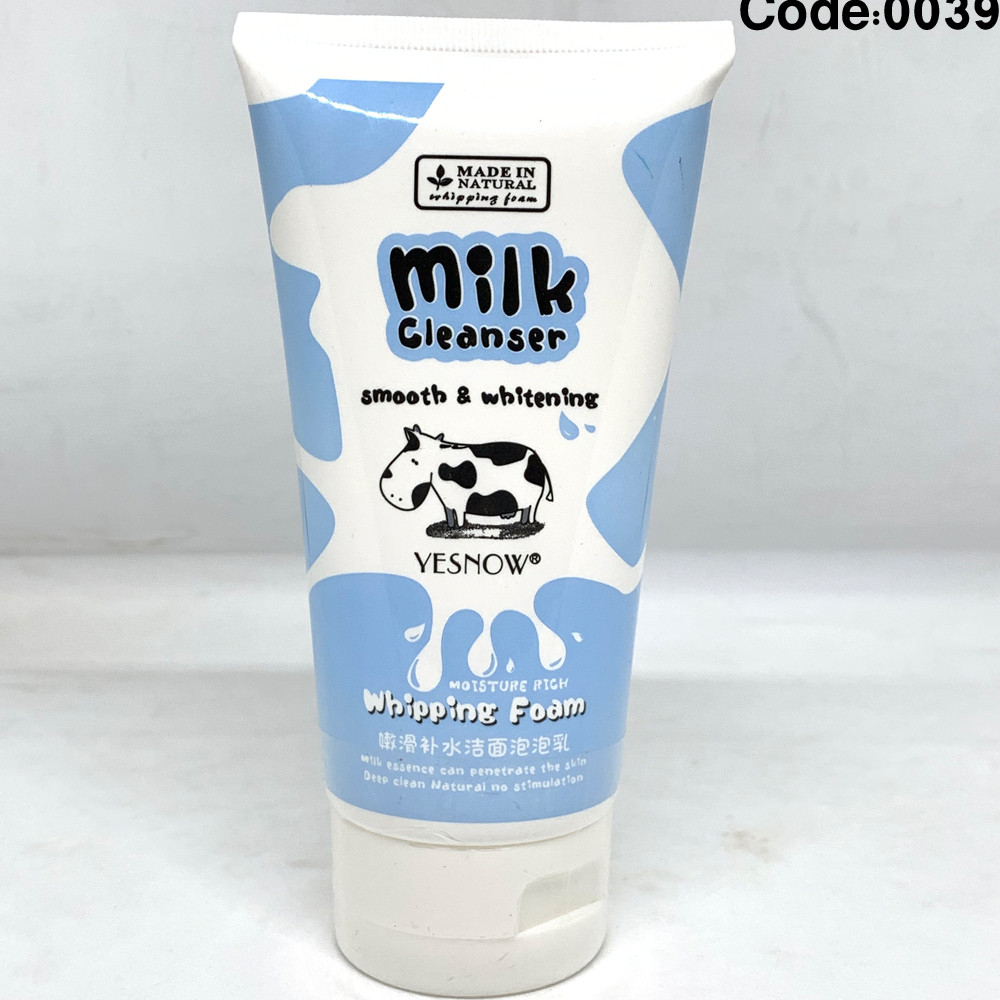 Code:0039
MADE IN
NATURAL
whipping foam
milk
Cleanser
smooth & whitening
YESNOW®
MOISTURE RICH
Whipping Foam
嫩滑补水洁面泡泡乳
Milk essence can penetrate the skin
Deep clean Natural no stimulation